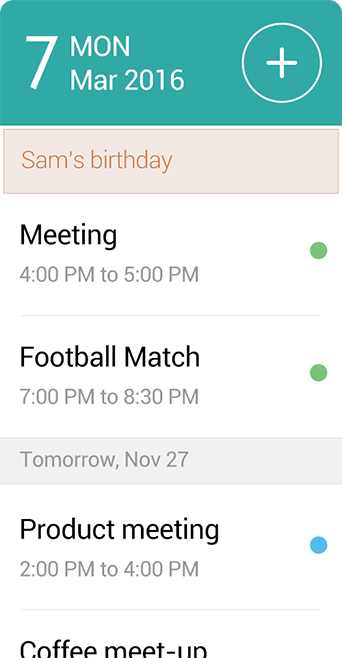 7 MON
Mar 2016
Sam's birthday
Meeting
4:00 PM to 5:00 PM
Football Match
7:00 PM to 8:30 PM
Tomorrow, Nov 27
Product meeting
2:00 PM to 4:00 PM
Coffee meet-up